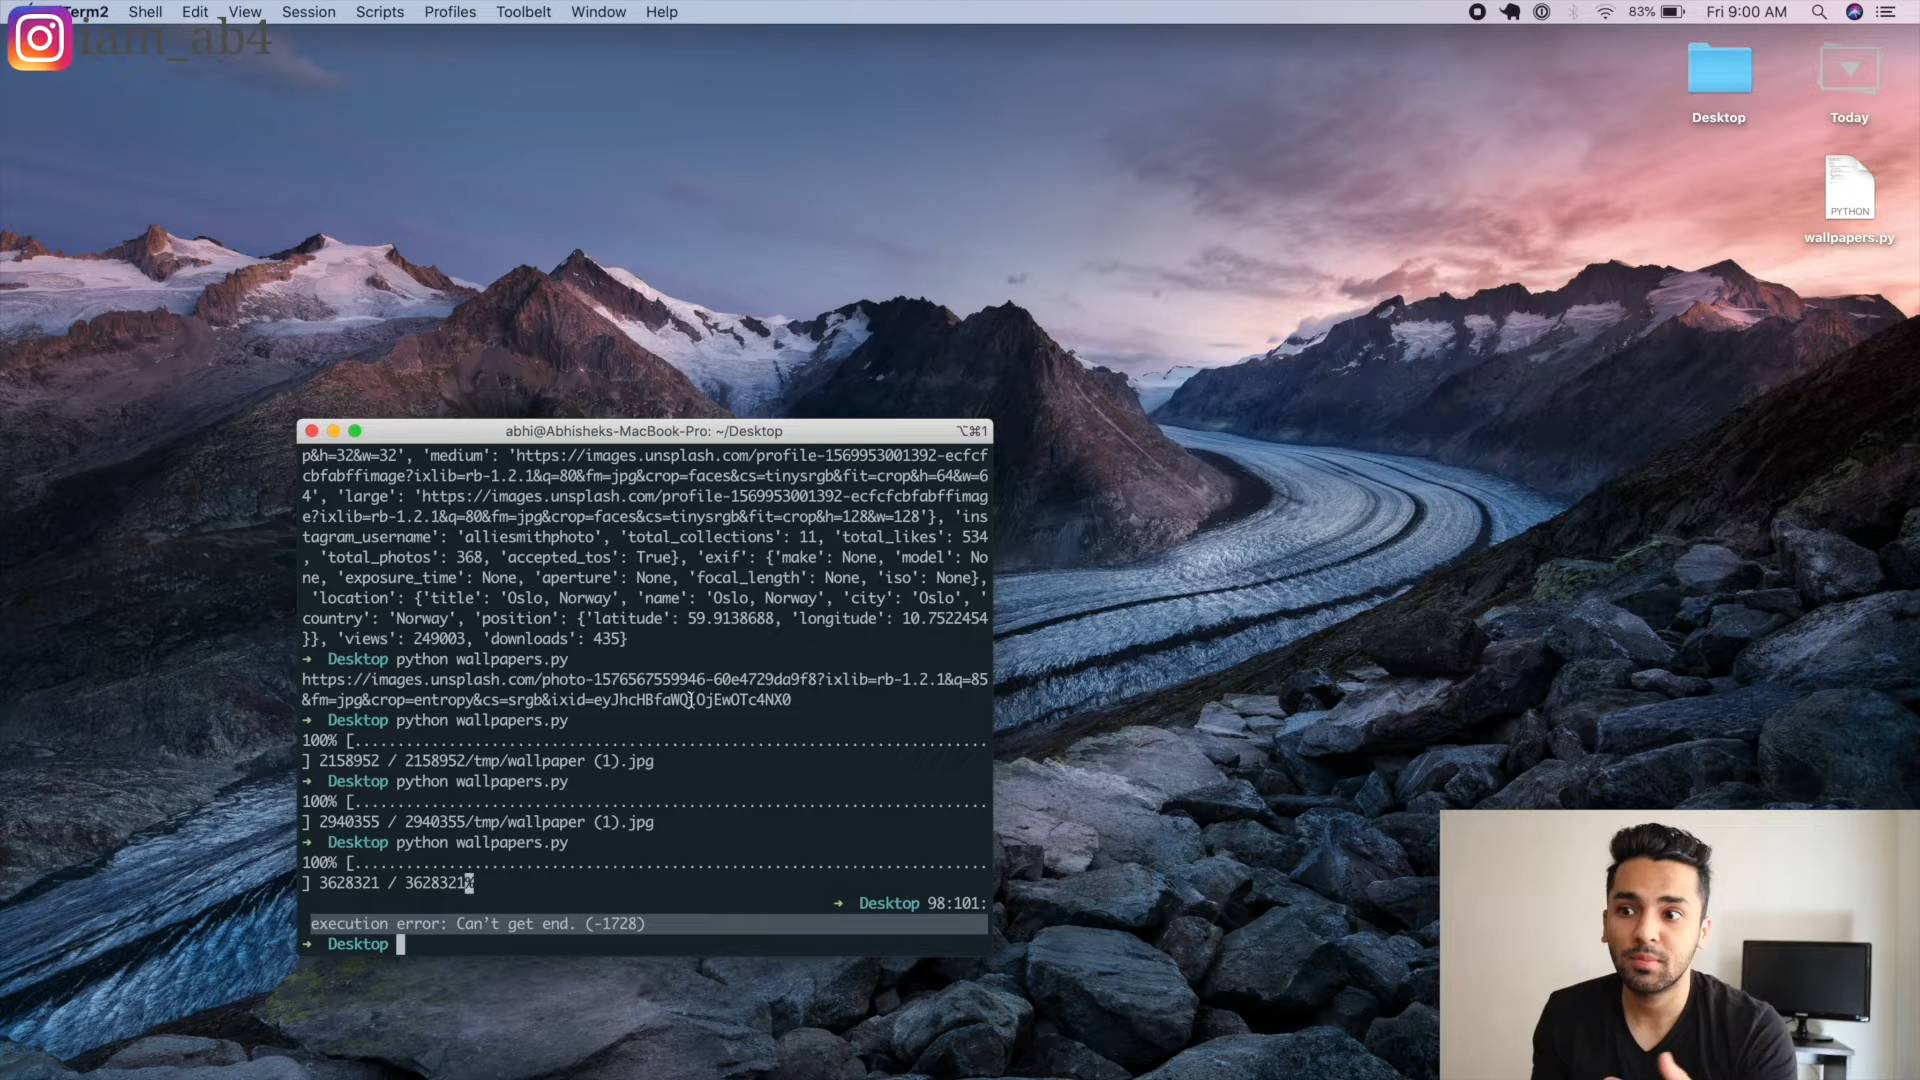 iTerm2 Shell Edit View Session Scripts Profiles Toolbelt Window Help 83% Fri 9:00 AM
iam_ab4
Desktop Today
PYTHON
wallpapers.py
abhi@Abhisheks-MacBook-Pro: ~/Desktop ⌥⌘1
p&h=32&w=32', 'medium': 'https://images.unsplash.com/profile-1569953001392-ecfcf
cbfabffimage?ixlib=rb-1.2.1&q=80&fm=jpg&crop=faces&cs=tinysrgb&fit=crop&h=64&w=6
4', 'large': 'https://images.unsplash.com/profile-1569953001392-ecfcfcbfabffimag
e?ixlib=rb-1.2.1&q=80&fm=jpg&crop=faces&cs=tinysrgb&fit=crop&h=128&w=128'}, 'ins
tagram_username': 'alliesmithphoto', 'total_collections': 11, 'total_likes': 534
, 'total_photos': 368, 'accepted_tos': True}, 'exif': {'make': None, 'model': No
ne, 'exposure_time': None, 'aperture': None, 'focal_length': None, 'iso': None},
'location': {'title': 'Oslo, Norway', 'name': 'Oslo, Norway', 'city': 'Oslo', '
country': 'Norway', 'position': {'latitude': 59.9138688, 'longitude': 10.7522454
}}, 'views': 249003, 'downloads': 435}
➜ Desktop python wallpapers.py
https://images.unsplash.com/photo-1576567559946-60e4729da9f8?ixlib=rb-1.2.1&q=85
➜ Desktop python wallpapers.py
100% [................................................................................
] 2158952 / 2158952/tmp/wallpaper (1).jpg
➜ Desktop python wallpapers.py
100% [................................................................................
] 2940355 / 2940355/tmp/wallpaper (1).jpg
➜ Desktop python wallpapers.py
100% [................................................................................
] 3628321 / 3628321%
➜ Desktop 98:101:
execution error: Can’t get end. (-1728)
➜ Desktop